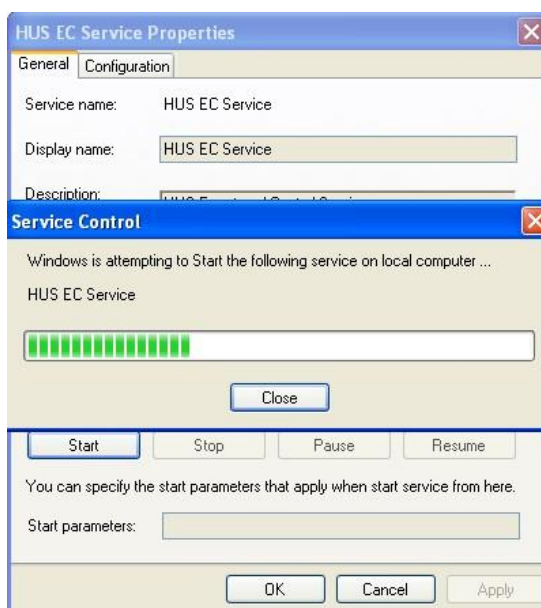 HUS EC Service Properties
General Configuration
Service name: HUS EC Service
Display name: HUS EC Service
Description:
Service Control
Windows is attempting to Start the following service on local computer ...
HUS EC Service
Close
Start Stop Pause Resume
You can specify the start parameters that apply when start service from here.
Start parameters:
OK Cancel Apply